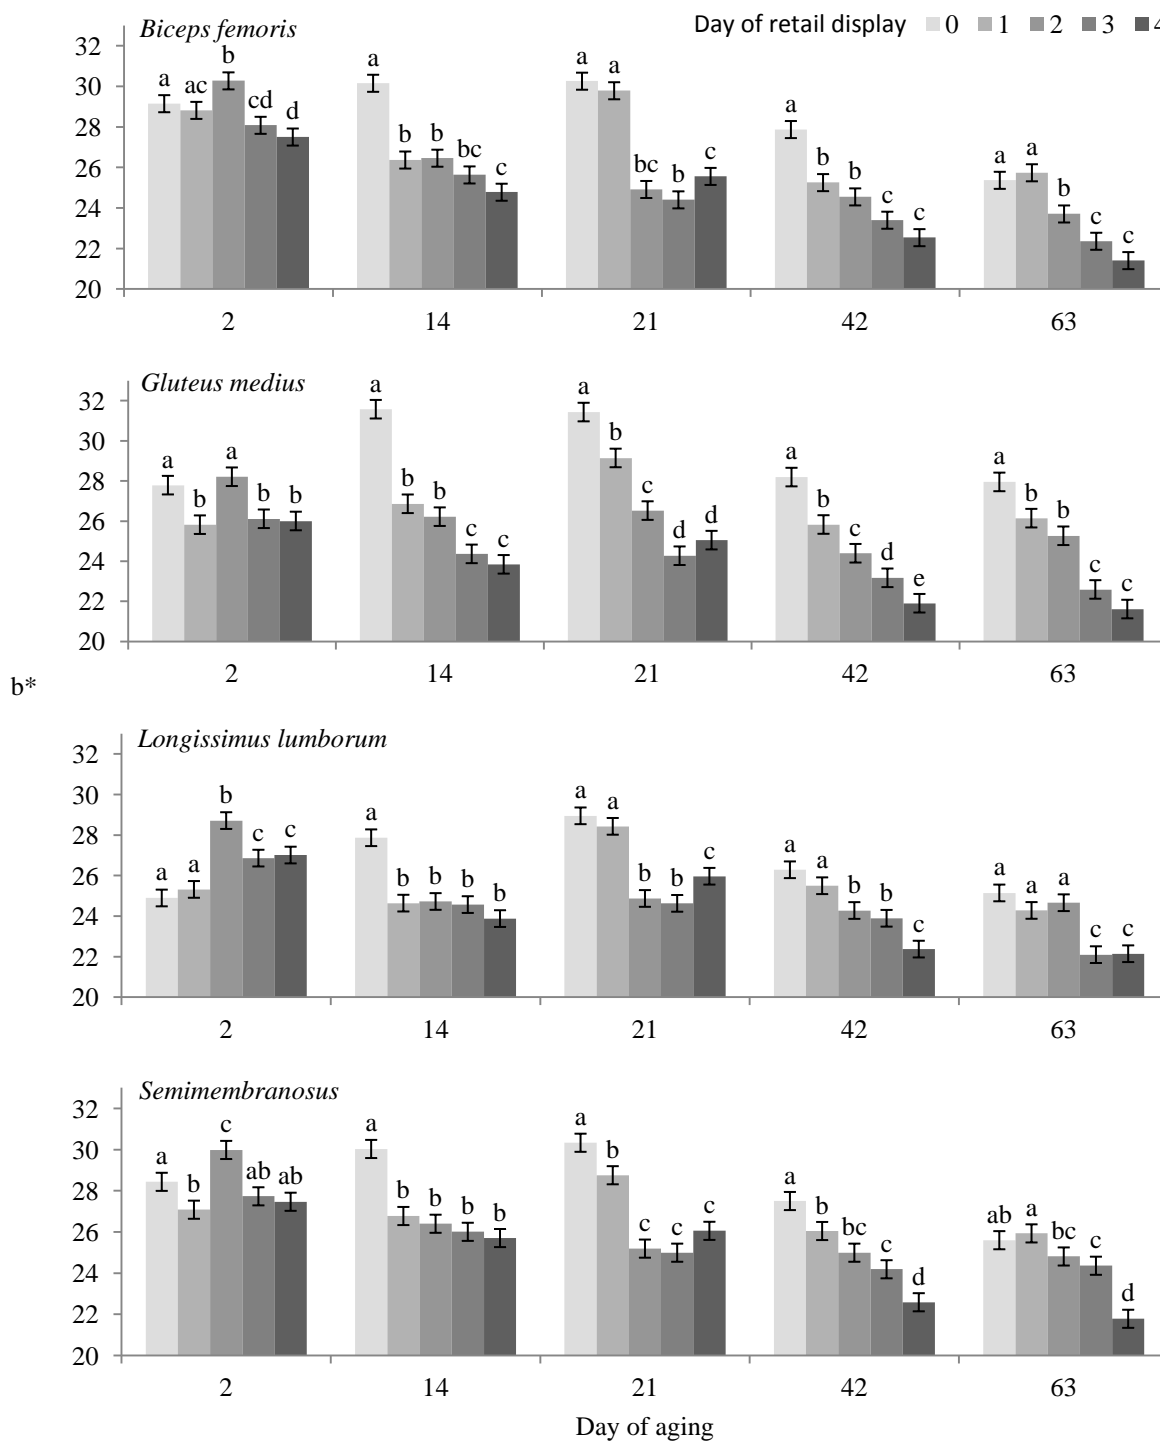 Biceps femoris
Day of retail display 0 1 2 3 4
32
30
28
26
24
22
20
a ac b cd d
a b b bc c
a a bc b c
a b b c c
a a b c c
2 14 21 42 63
Gluteus medius
32
30
28
26
24
22
20
a b a b b
a b b c c
a b c d d
a b c d e
a b b c c
2 14 21 42 63
b*
Longissimus lumborum
32
30
28
26
24
22
20
a a b c c
a b b b b
a a b b c
a a b b c
a a a c c
2 14 21 42 63
Semimembranosus
32
30
28
26
24
22
20
a b c ab ab
a b b b b
a b c c c
a b bc c d
ab a bc c d
2 14 21 42 63
Day of aging